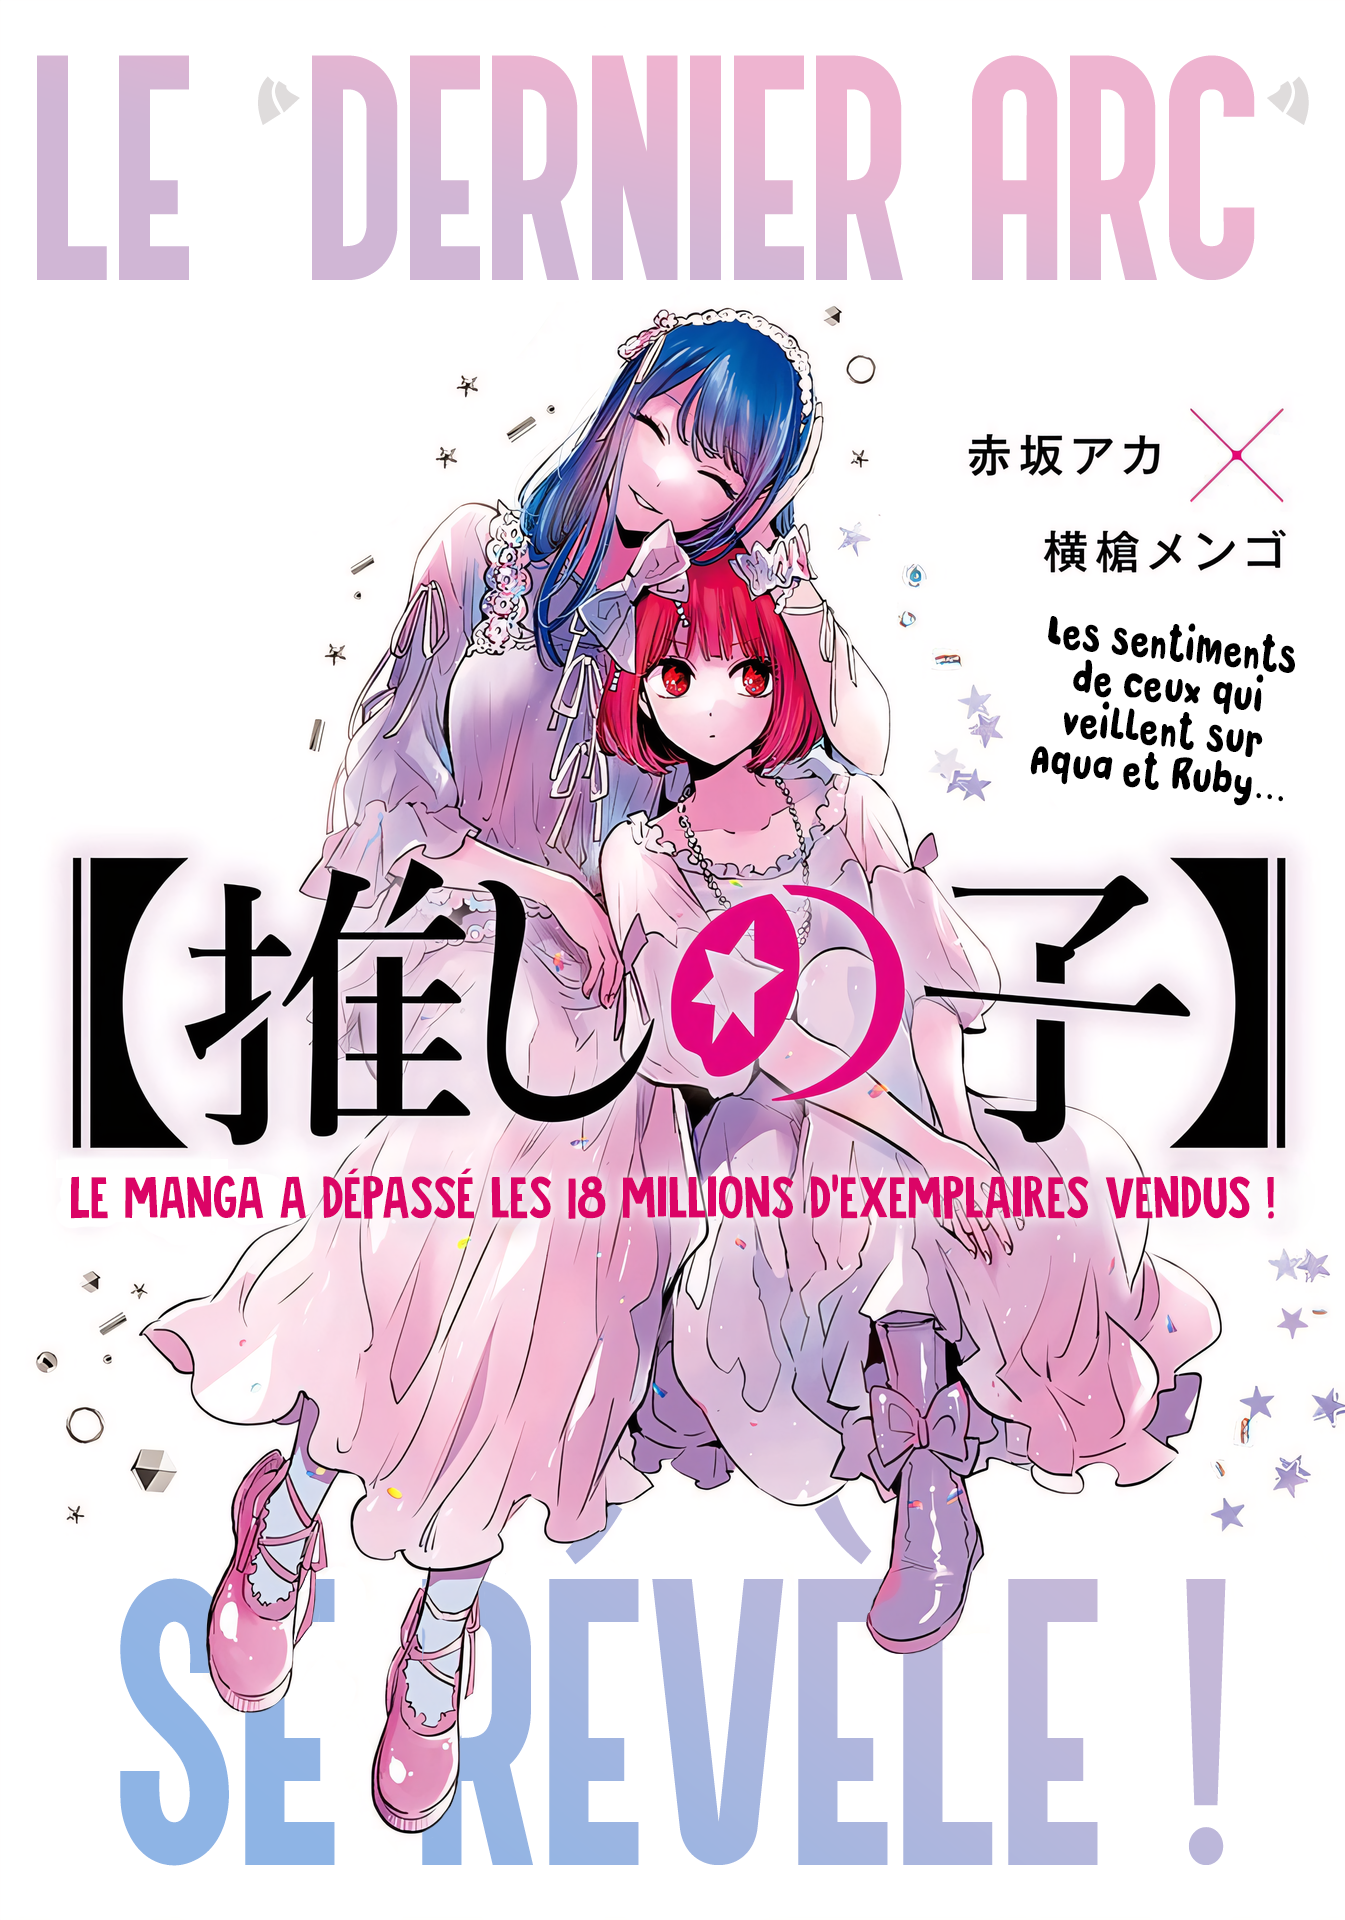 LE "DERNIER ARC"
赤坂アカ ×
横槍メンゴ
Les sentiments
de ceux qui
veillent sur
Aqua et Ruby...
【推しの子】
LE MANGA A DÉPASSÉ LES 18 MILLIONS D'EXEMPLAIRES VENDUS !
SE RÉVÈLE !